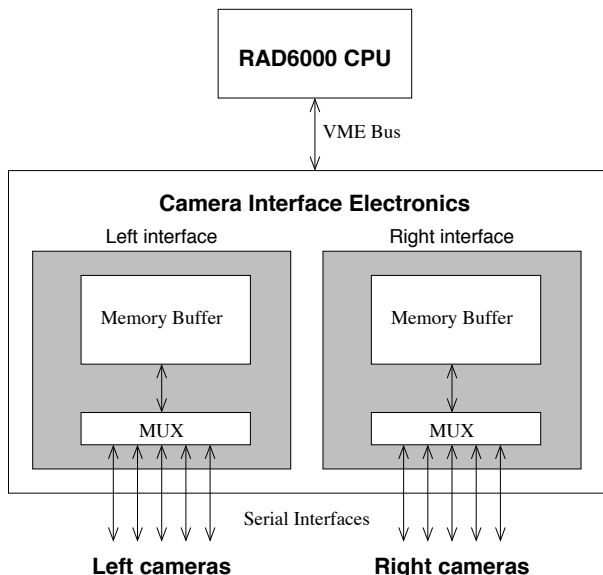 RAD6000 CPU
VME Bus
Camera Interface Electronics
Left interface
Right interface
Memory Buffer
Memory Buffer
MUX
MUX
Serial Interfaces
Left cameras
Right cameras